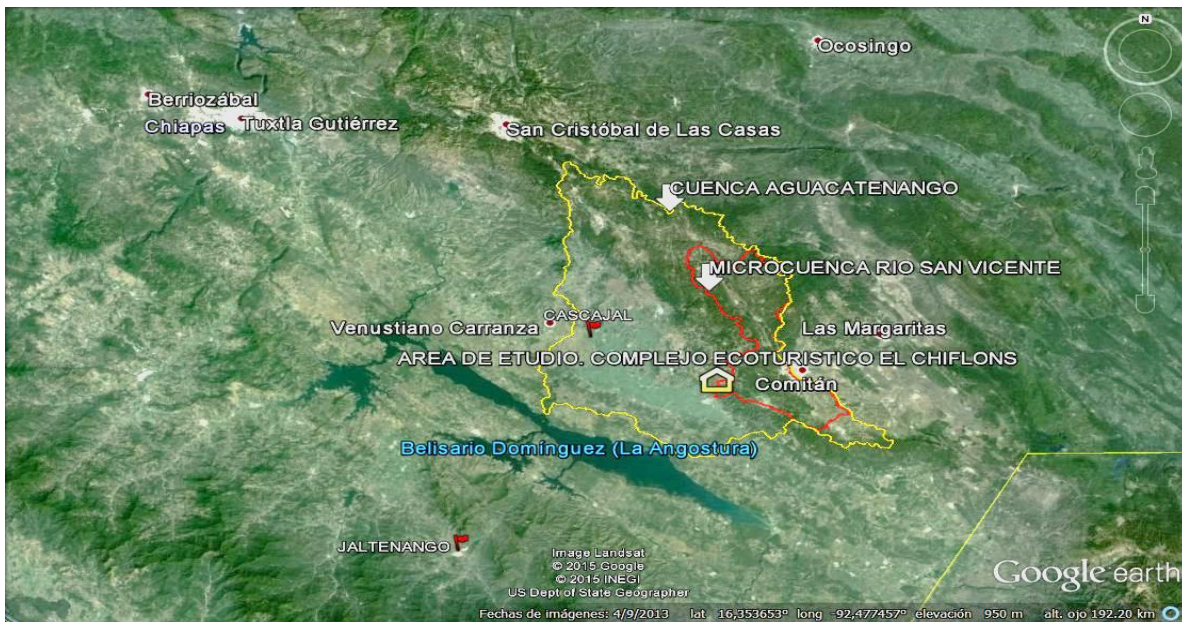 N
Ocosingo
Berriozábal
Chiapas
Tuxtla Gutiérrez
San Cristóbal de Las Casas
CUENCA AGUACATENANGO
MICROCUENCA RIO SAN VICENTE
CASCAJAL
Venustiano Carranza
Las Margaritas
AREA DE ETUDIO. COMPLEJO ECOTURISTICO EL CHIFLONS
Comitán
Belisario Domínguez (La Angostura)
JALTENANGO
Image Landsat
© 2015 Google
© 2015 INEGI
US Dept of State Geographer
Google earth
Fechas de imágenes: 4/9/2013 lat 16,353653° long -92,477457° elevación 950 m alt. ojo 192.20 km